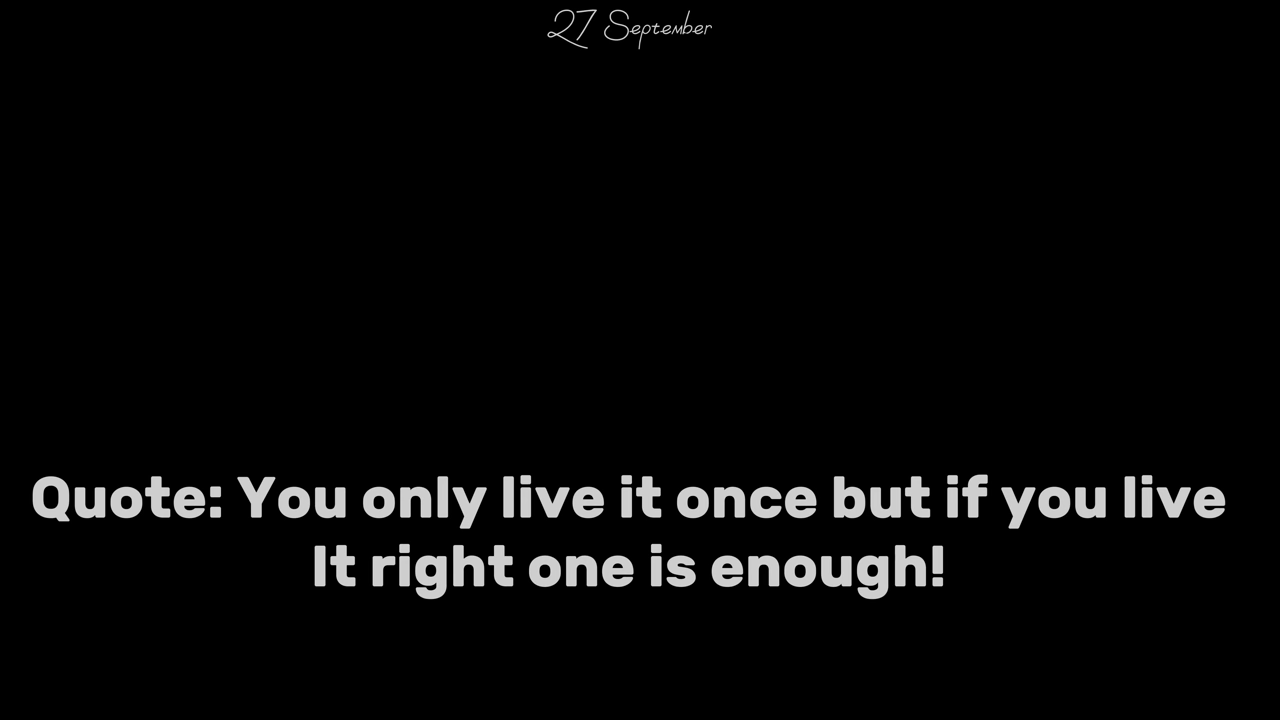 27 September
Quote: You only live it once but if you live
It right one is enough!